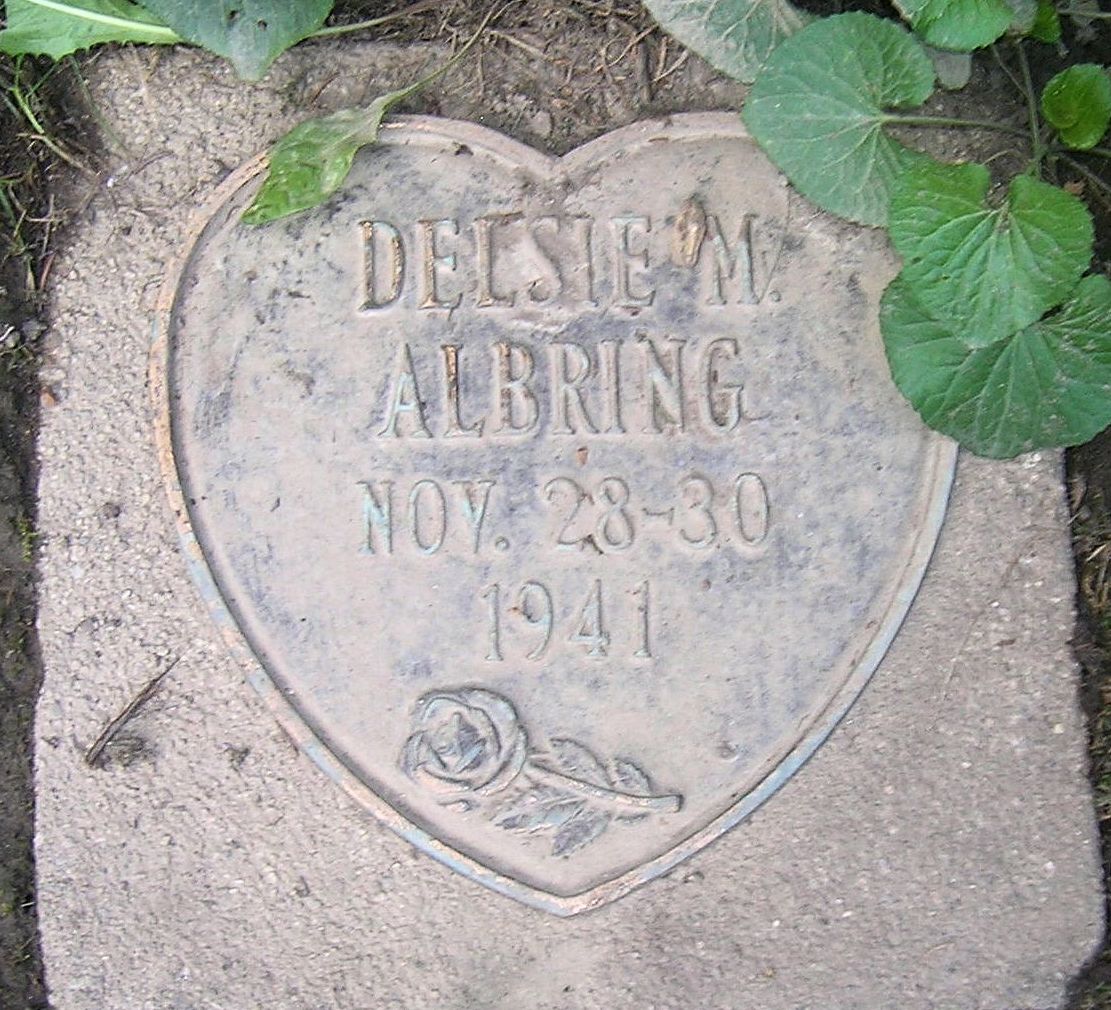 DELSIE M.
ALBRING
NOV. 28-30
1941